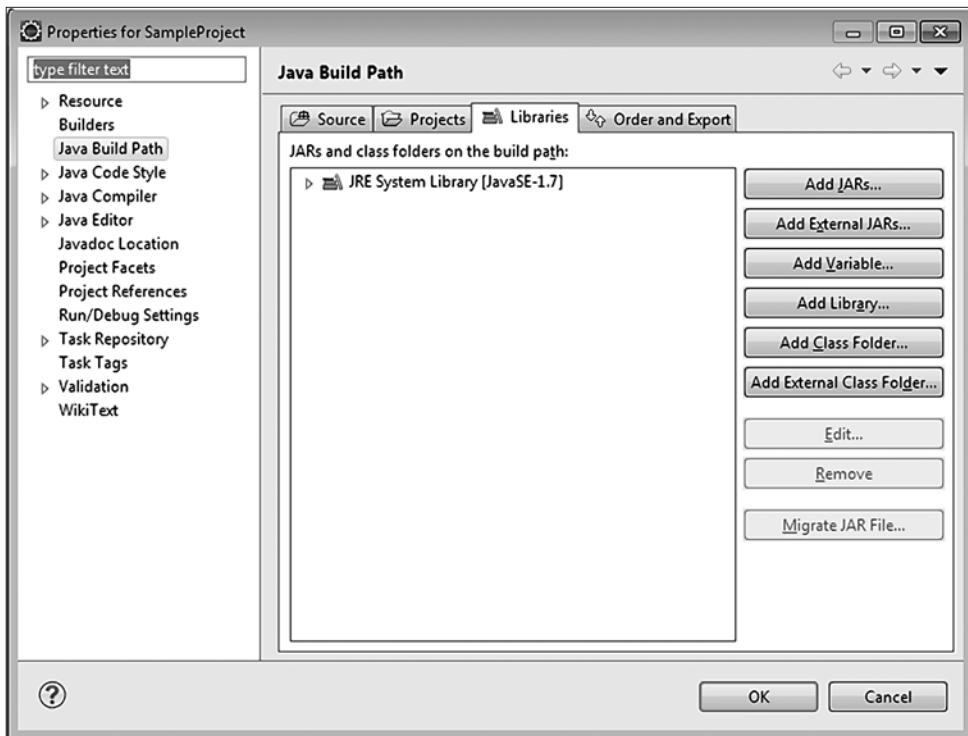 Properties for SampleProject
type filter text
Resource
Builders
Java Build Path
Java Code Style
Java Compiler
Java Editor
Javadoc Location
Project Facets
Project References
Run/Debug Settings
Task Repository
Task Tags
Validation
WikiText
Java Build Path
Source Projects Libraries Order and Export
JARs and class folders on the build path:
JRE System Library [JavaSE-1.7]
Add JARs...
Add External JARs...
Add Variable...
Add Library...
Add Class Folder...
Add External Class Folder...
Edit...
Remove
Migrate JAR File...
?
OK Cancel